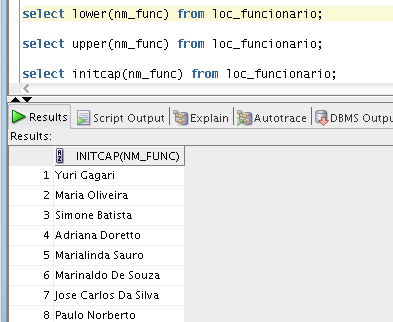 select lower(nm_func) from loc_funcionario;
select upper(nm_func) from loc_funcionario;
select initcap(nm_func) from loc_funcionario;
Results Script Output Explain Autotrace DBMS Outpu
Results:
INITCAP(NM_FUNC)
1 Yuri Gagari
2 Maria Oliveira
3 Simone Batista
4 Adriana Doretto
5 Marialinda Sauro
6 Marinaldo De Souza
7 Jose Carlos Da Silva
8 Paulo Norberto